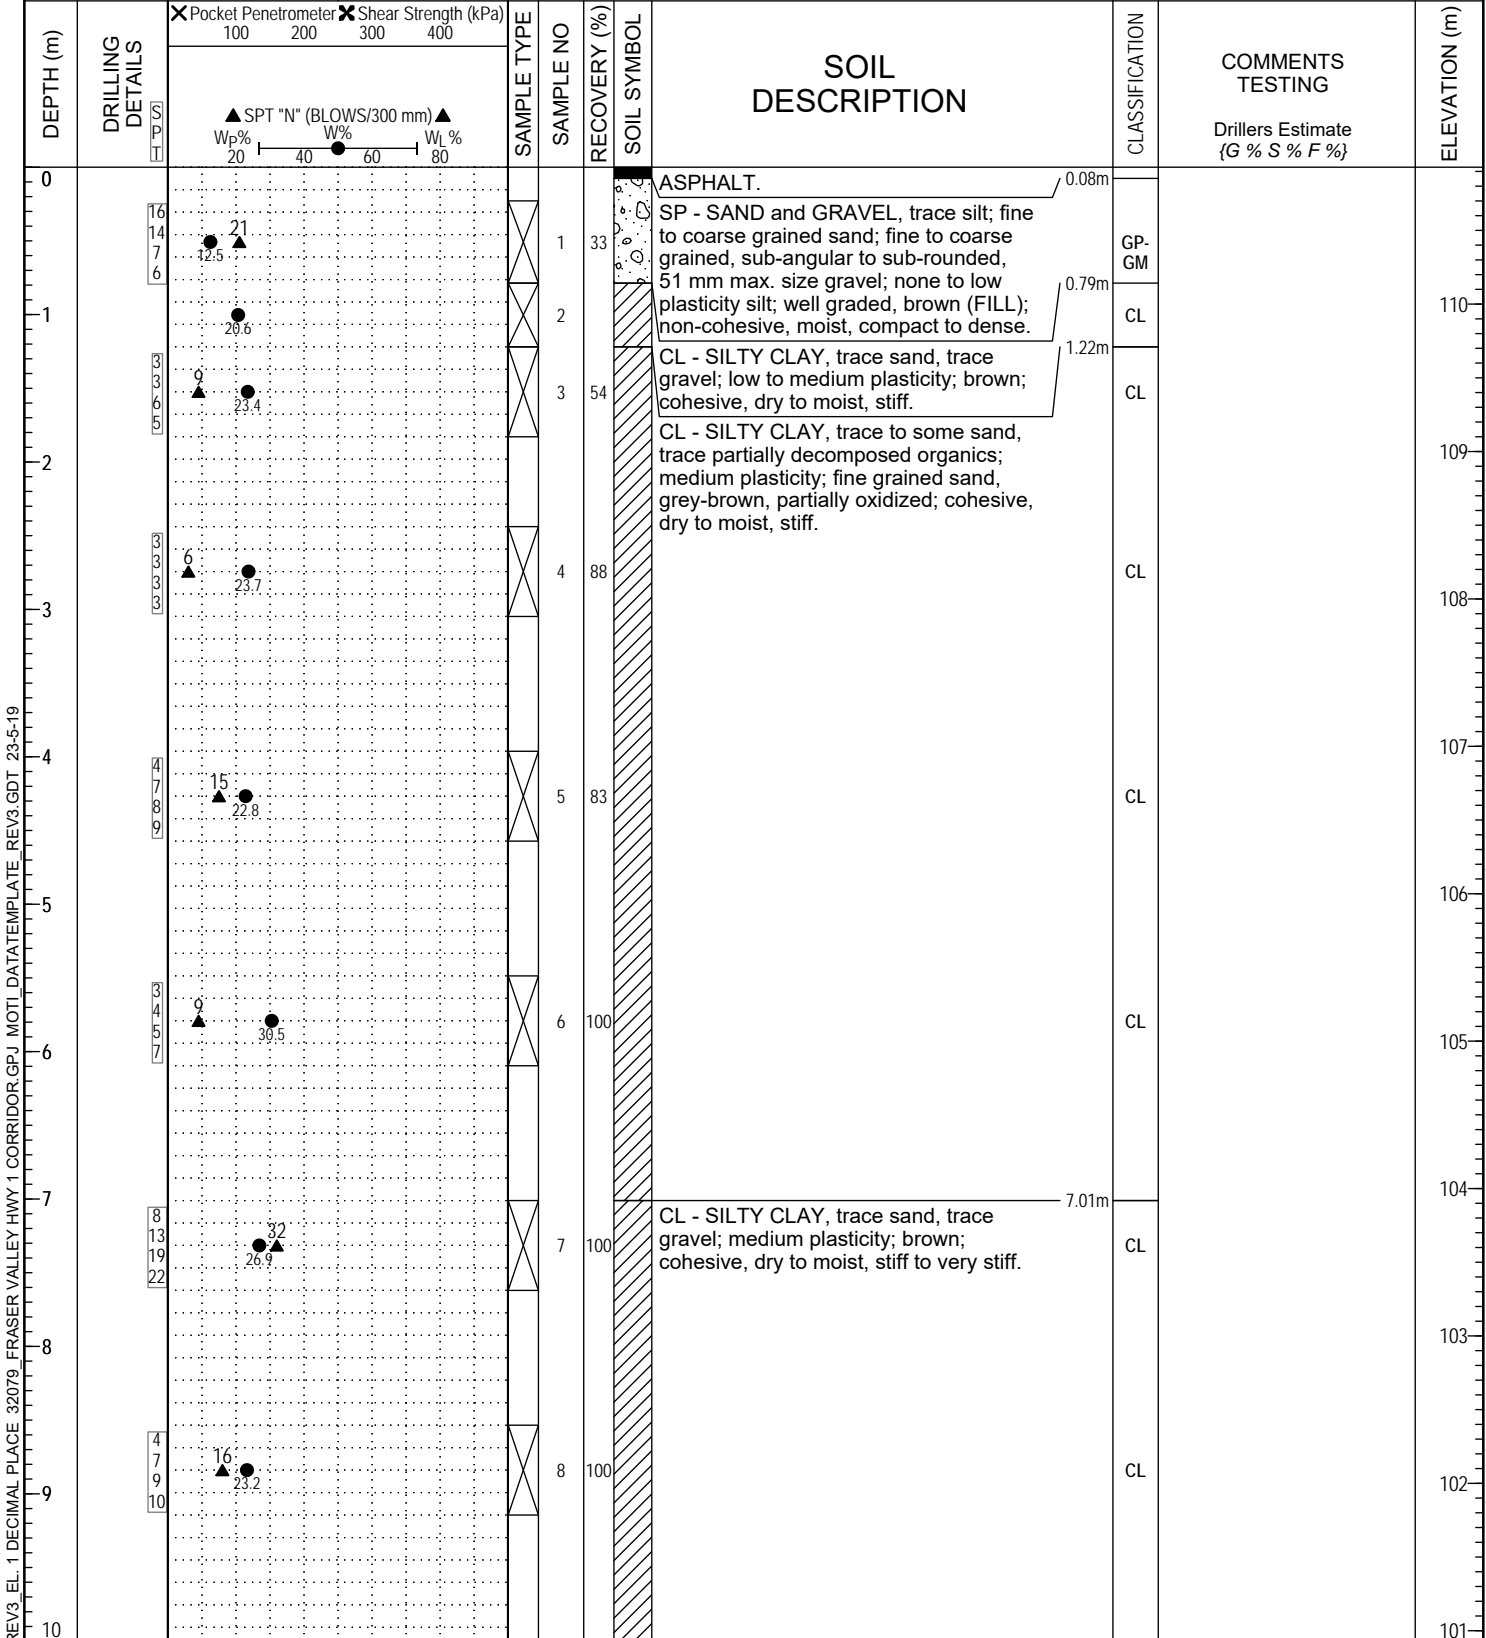 Pocket Penetrometer Shear Strength (kPa)
100 200 300 400
DEPTH (m)
DRILLING DETAILS
SPT
▲ SPT "N" (BLOWS/300 mm) ▲
WP% W% WL%
20 40 60 80
SAMPLE TYPE
SAMPLE NO
RECOVERY (%)
SOIL SYMBOL
SOIL
DESCRIPTION
CLASSIFICATION
COMMENTS
TESTING
Drillers Estimate
{G % S % F %}
ELEVATION (m)
0
ASPHALT.
0.08m
16
14
7
6
21
12.5
1
33
SP - SAND and GRAVEL, trace silt; fine
to coarse grained sand; fine to coarse
grained, sub-angular to sub-rounded,
51 mm max. size gravel; none to low
plasticity silt; well graded, brown (FILL);
non-cohesive, moist, compact to dense.
GP-
GM
0.79m
1
20.6
2
CL
110
1.22m
3
3
6
5
9
23.4
3
54
CL - SILTY CLAY, trace sand, trace
gravel; low to medium plasticity; brown;
cohesive, dry to moist, stiff.
CL
CL - SILTY CLAY, trace to some sand,
trace partially decomposed organics;
medium plasticity; fine grained sand,
grey-brown, partially oxidized; cohesive,
dry to moist, stiff.
2
109
3
3
3
3
6
23.7
4
88
CL
3
108
4
107
4
7
8
9
15
22.8
5
83
CL
5
106
3
4
5
7
9
30.5
6
100
CL
6
105
7
104
7.01m
8
13
19
22
32
26.9
7
100
CL - SILTY CLAY, trace sand, trace
gravel; medium plasticity; brown;
cohesive, dry to moist, stiff to very stiff.
CL
8
103
4
7
9
10
16
23.2
8
100
CL
9
102
10
101
REV3_EL. 1 DECIMAL PLACE 32079_FRASER VALLEY HWY 1 CORRIDOR.GPJ MOTI_DATATEMPLATE_REV3.GDT 23-5-19